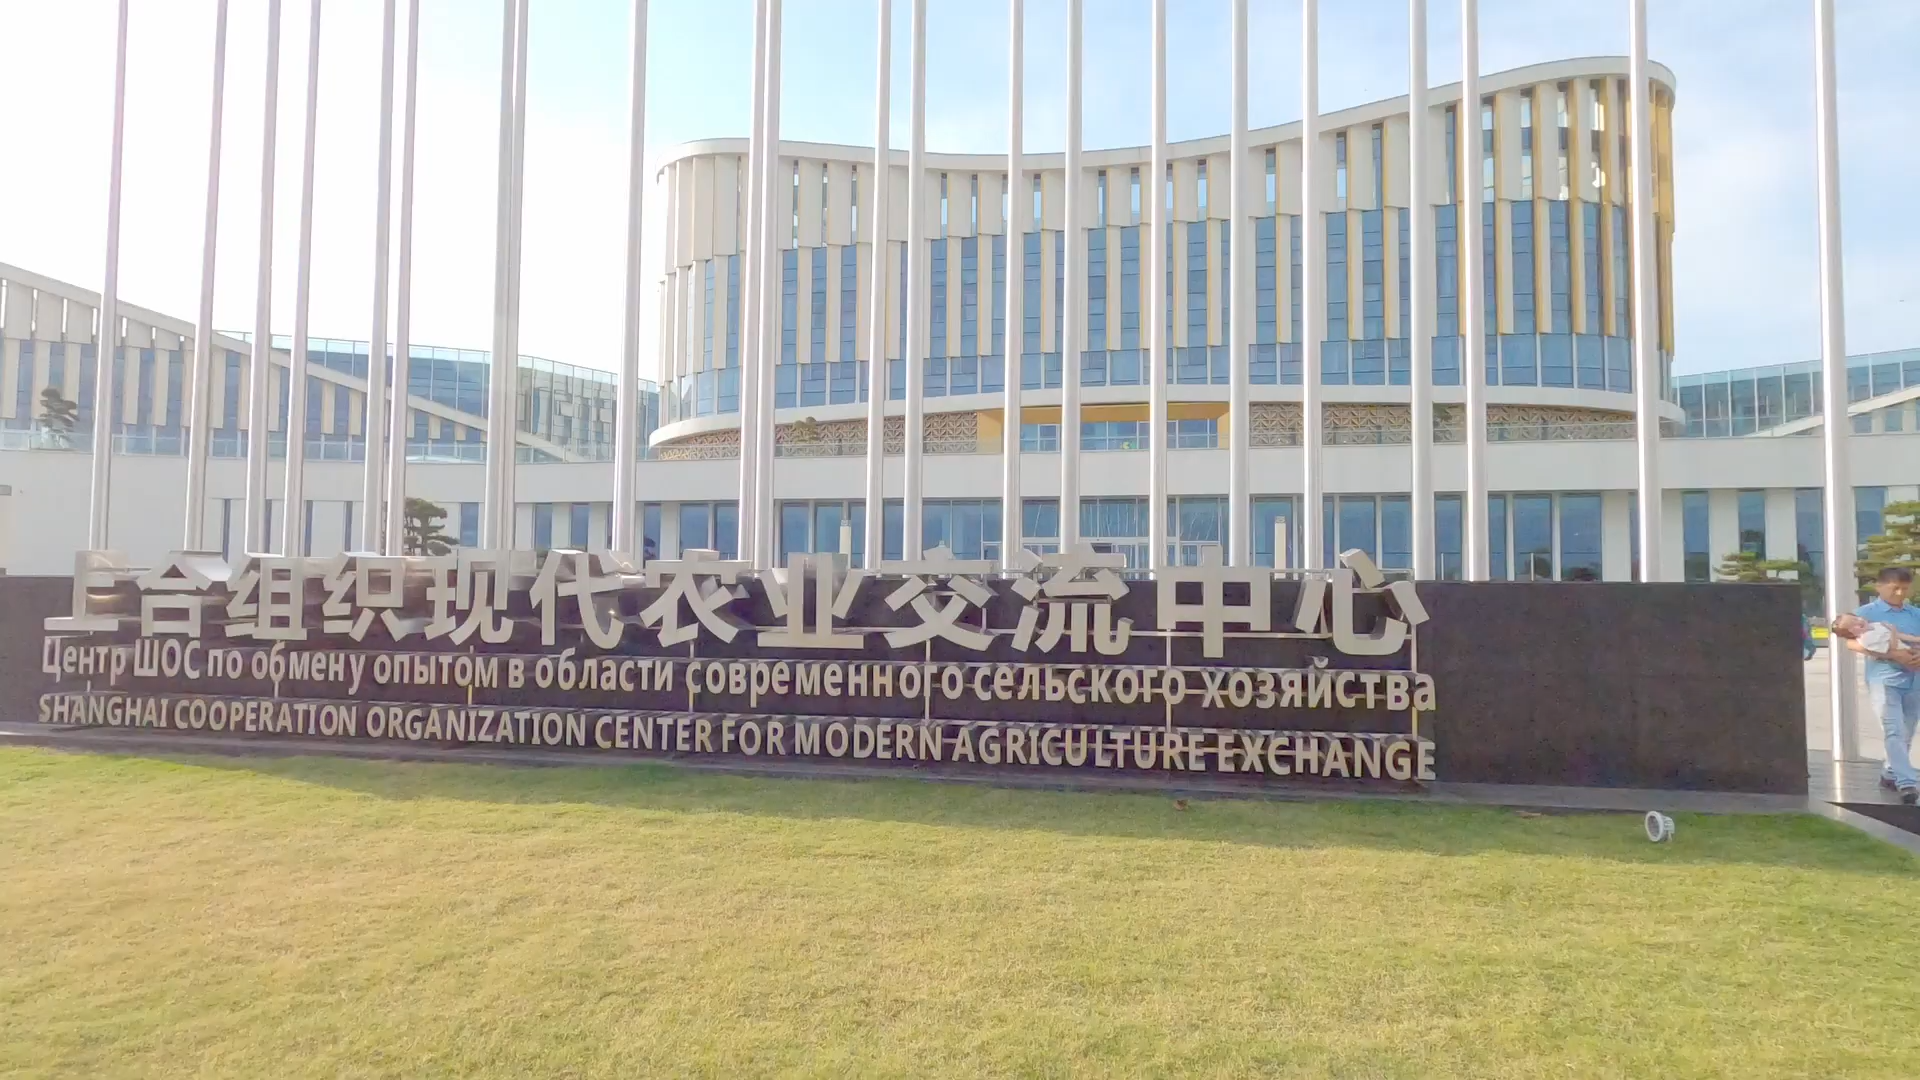 上合组织现代农业交流中心
Центр ШОС по обмену опытом в области современного сельского хозяйства
SHANGHAI COOPERATION ORGANIZATION CENTER FOR MODERN AGRICULTURE EXCHANGE